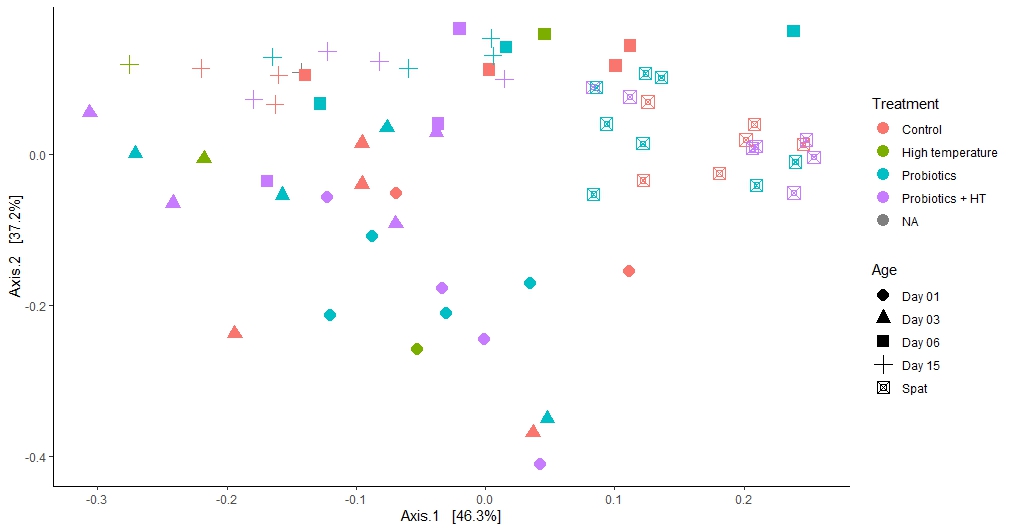 Treatment
Control
High temperature
Probiotics
Probiotics + HT
NA
Age
Day 01
Day 03
Day 06
Day 15
Spat
Axis.2 [37.2%]
0.0
-0.2
-0.4
-0.3 -0.2 -0.1 0.0 0.1 0.2
Axis.1 [46.3%]